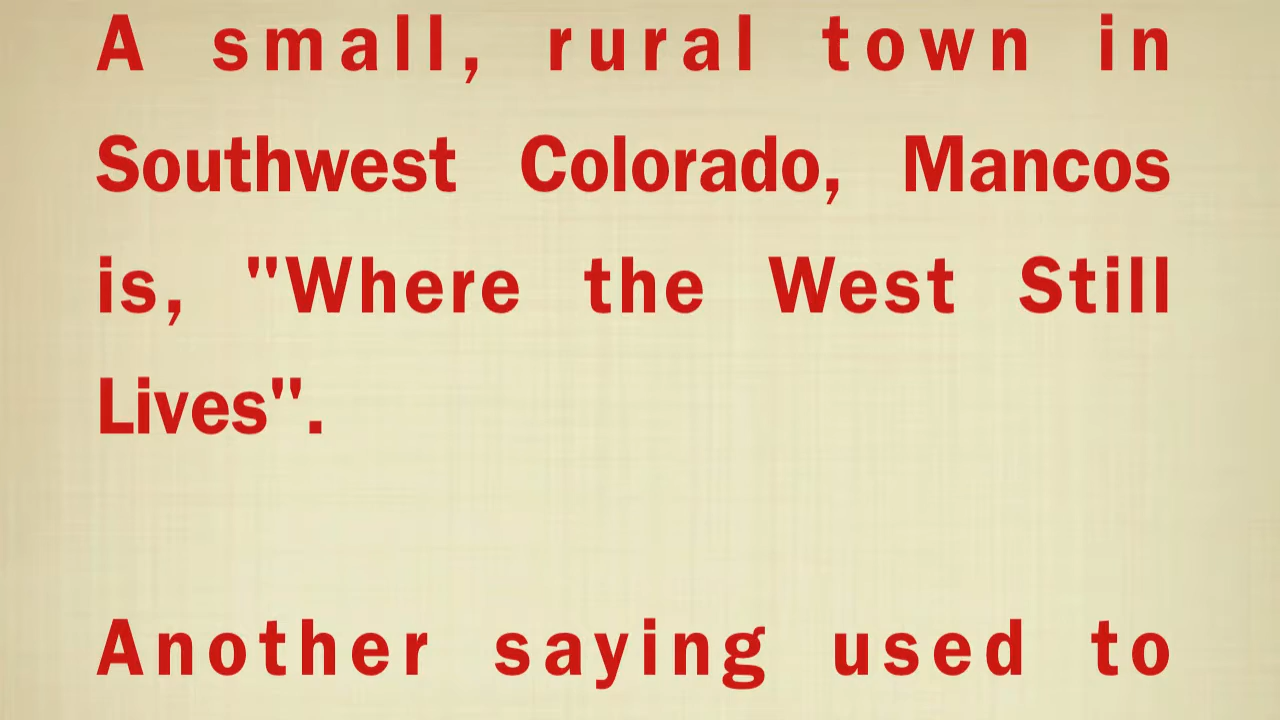 A small, rural town in
Southwest Colorado, Mancos
is, "Where the West Still
Lives".
Another saying used to